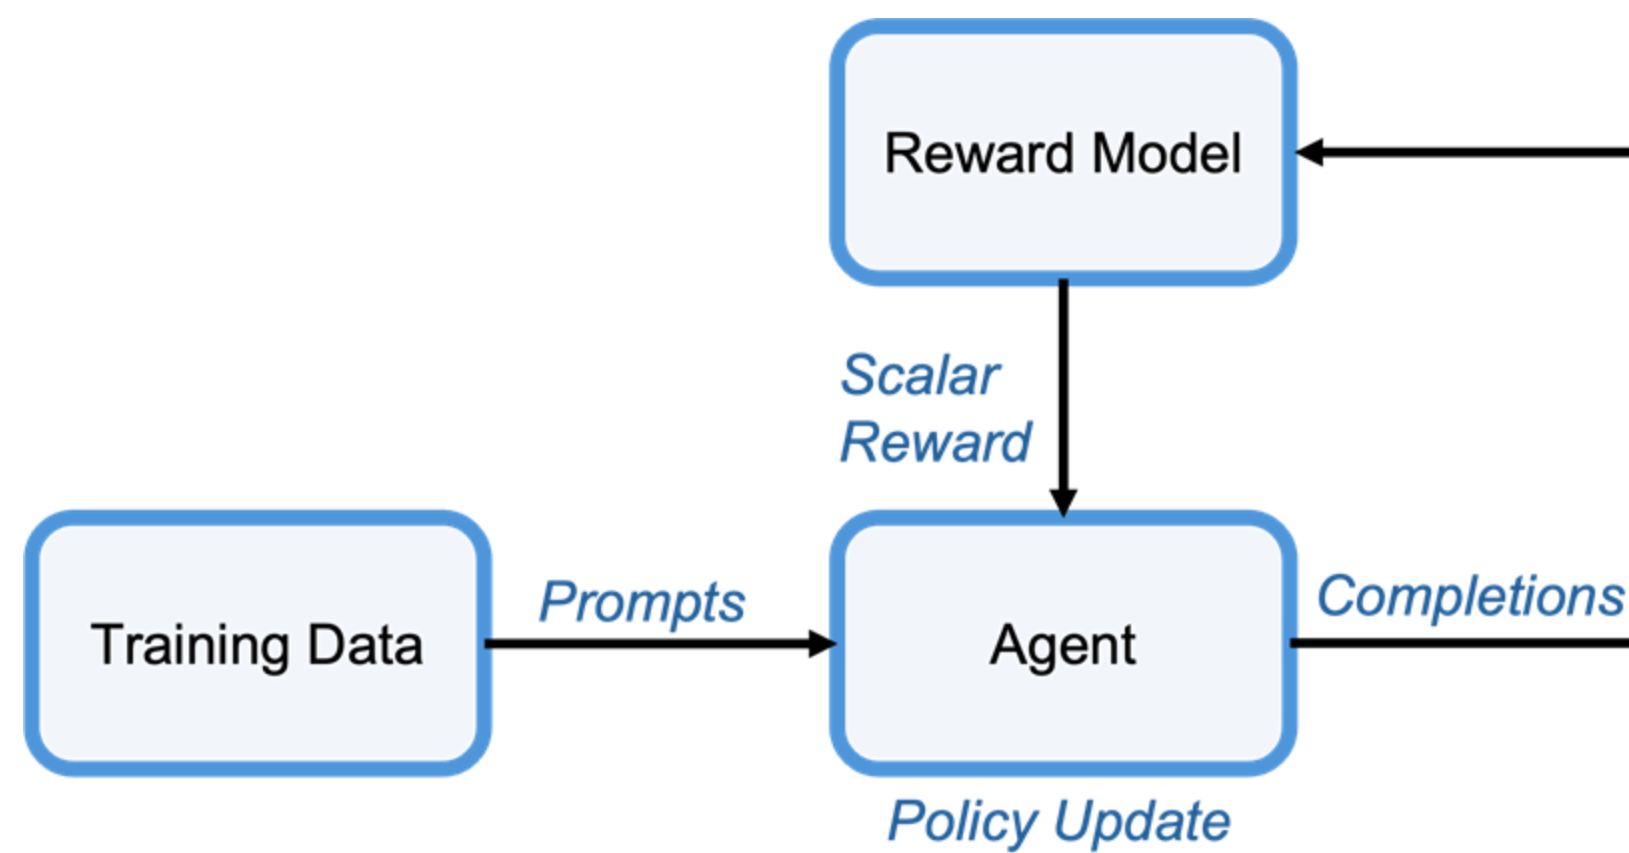 Reward Model
Scalar
Reward
Training Data
Prompts
Agent
Completions
Policy Update